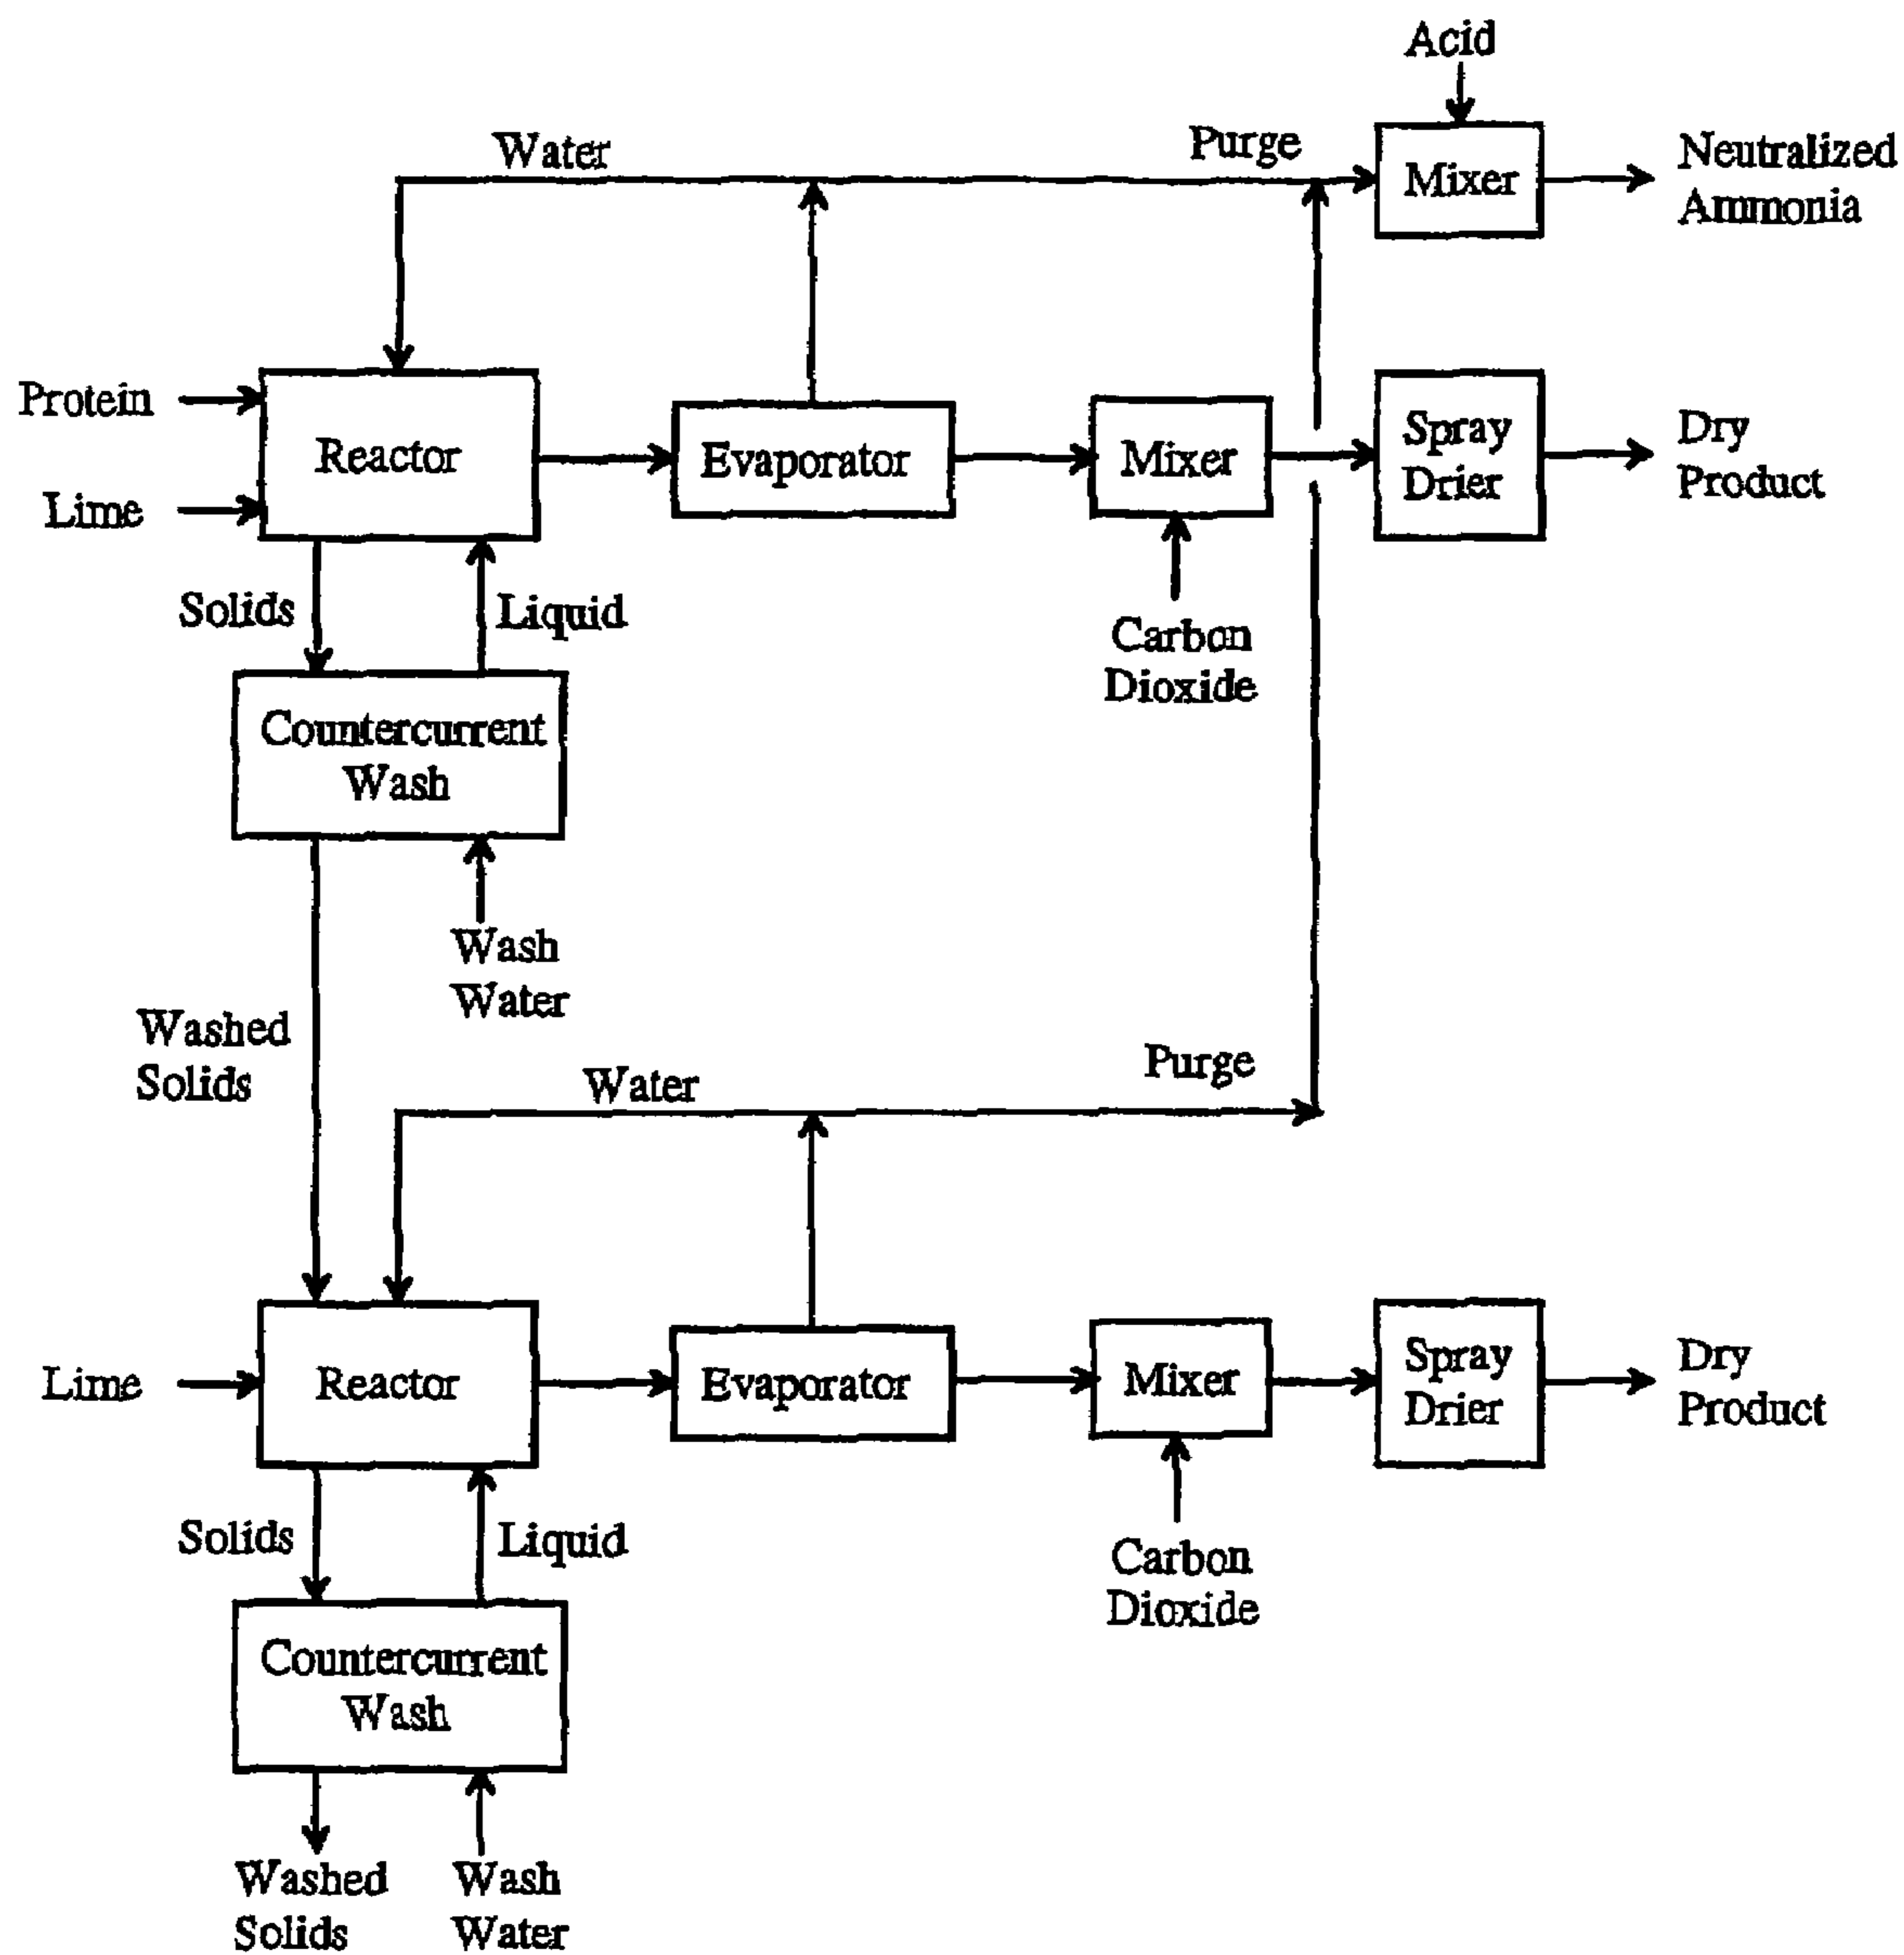 Acid
Water
Purge
Mixer
Neutralized
Ammonia
Protein
Lime
Reactor
Evaporator
Mixer
Spray
Drier
Dry
Product
Solids
Liquid
Carbon
Dioxide
Countercurrent
Wash
Wash
Water
Washed
Solids
Water
Purge
Lime
Reactor
Evaporator
Mixer
Spray
Drier
Dry
Product
Solids
Liquid
Carbon
Dioxide
Countercurrent
Wash
Washed
Solids
Wash
Water